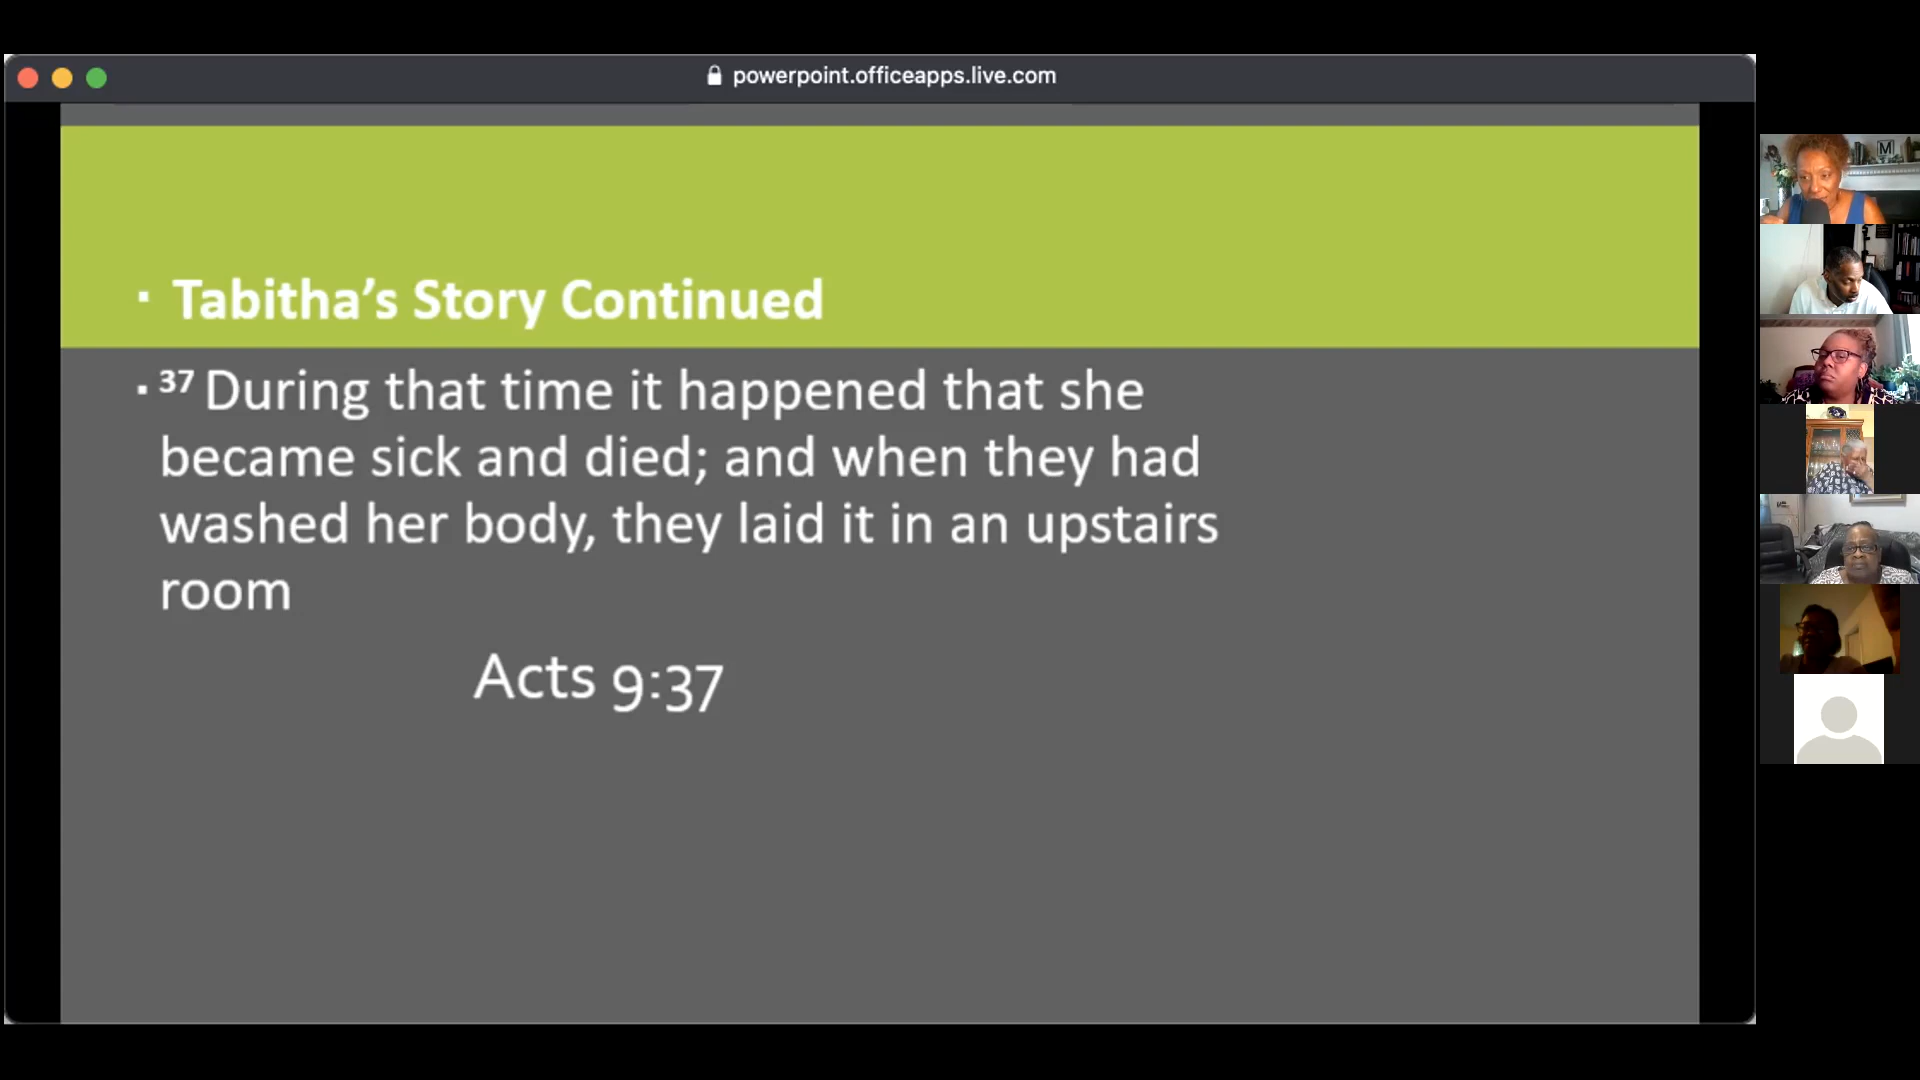 powerpoint.officeapps.live.com
▪ Tabitha’s Story Continued
▪ 37 During that time it happened that she
became sick and died; and when they had
washed her body, they laid it in an upstairs
room
Acts 9:37
M